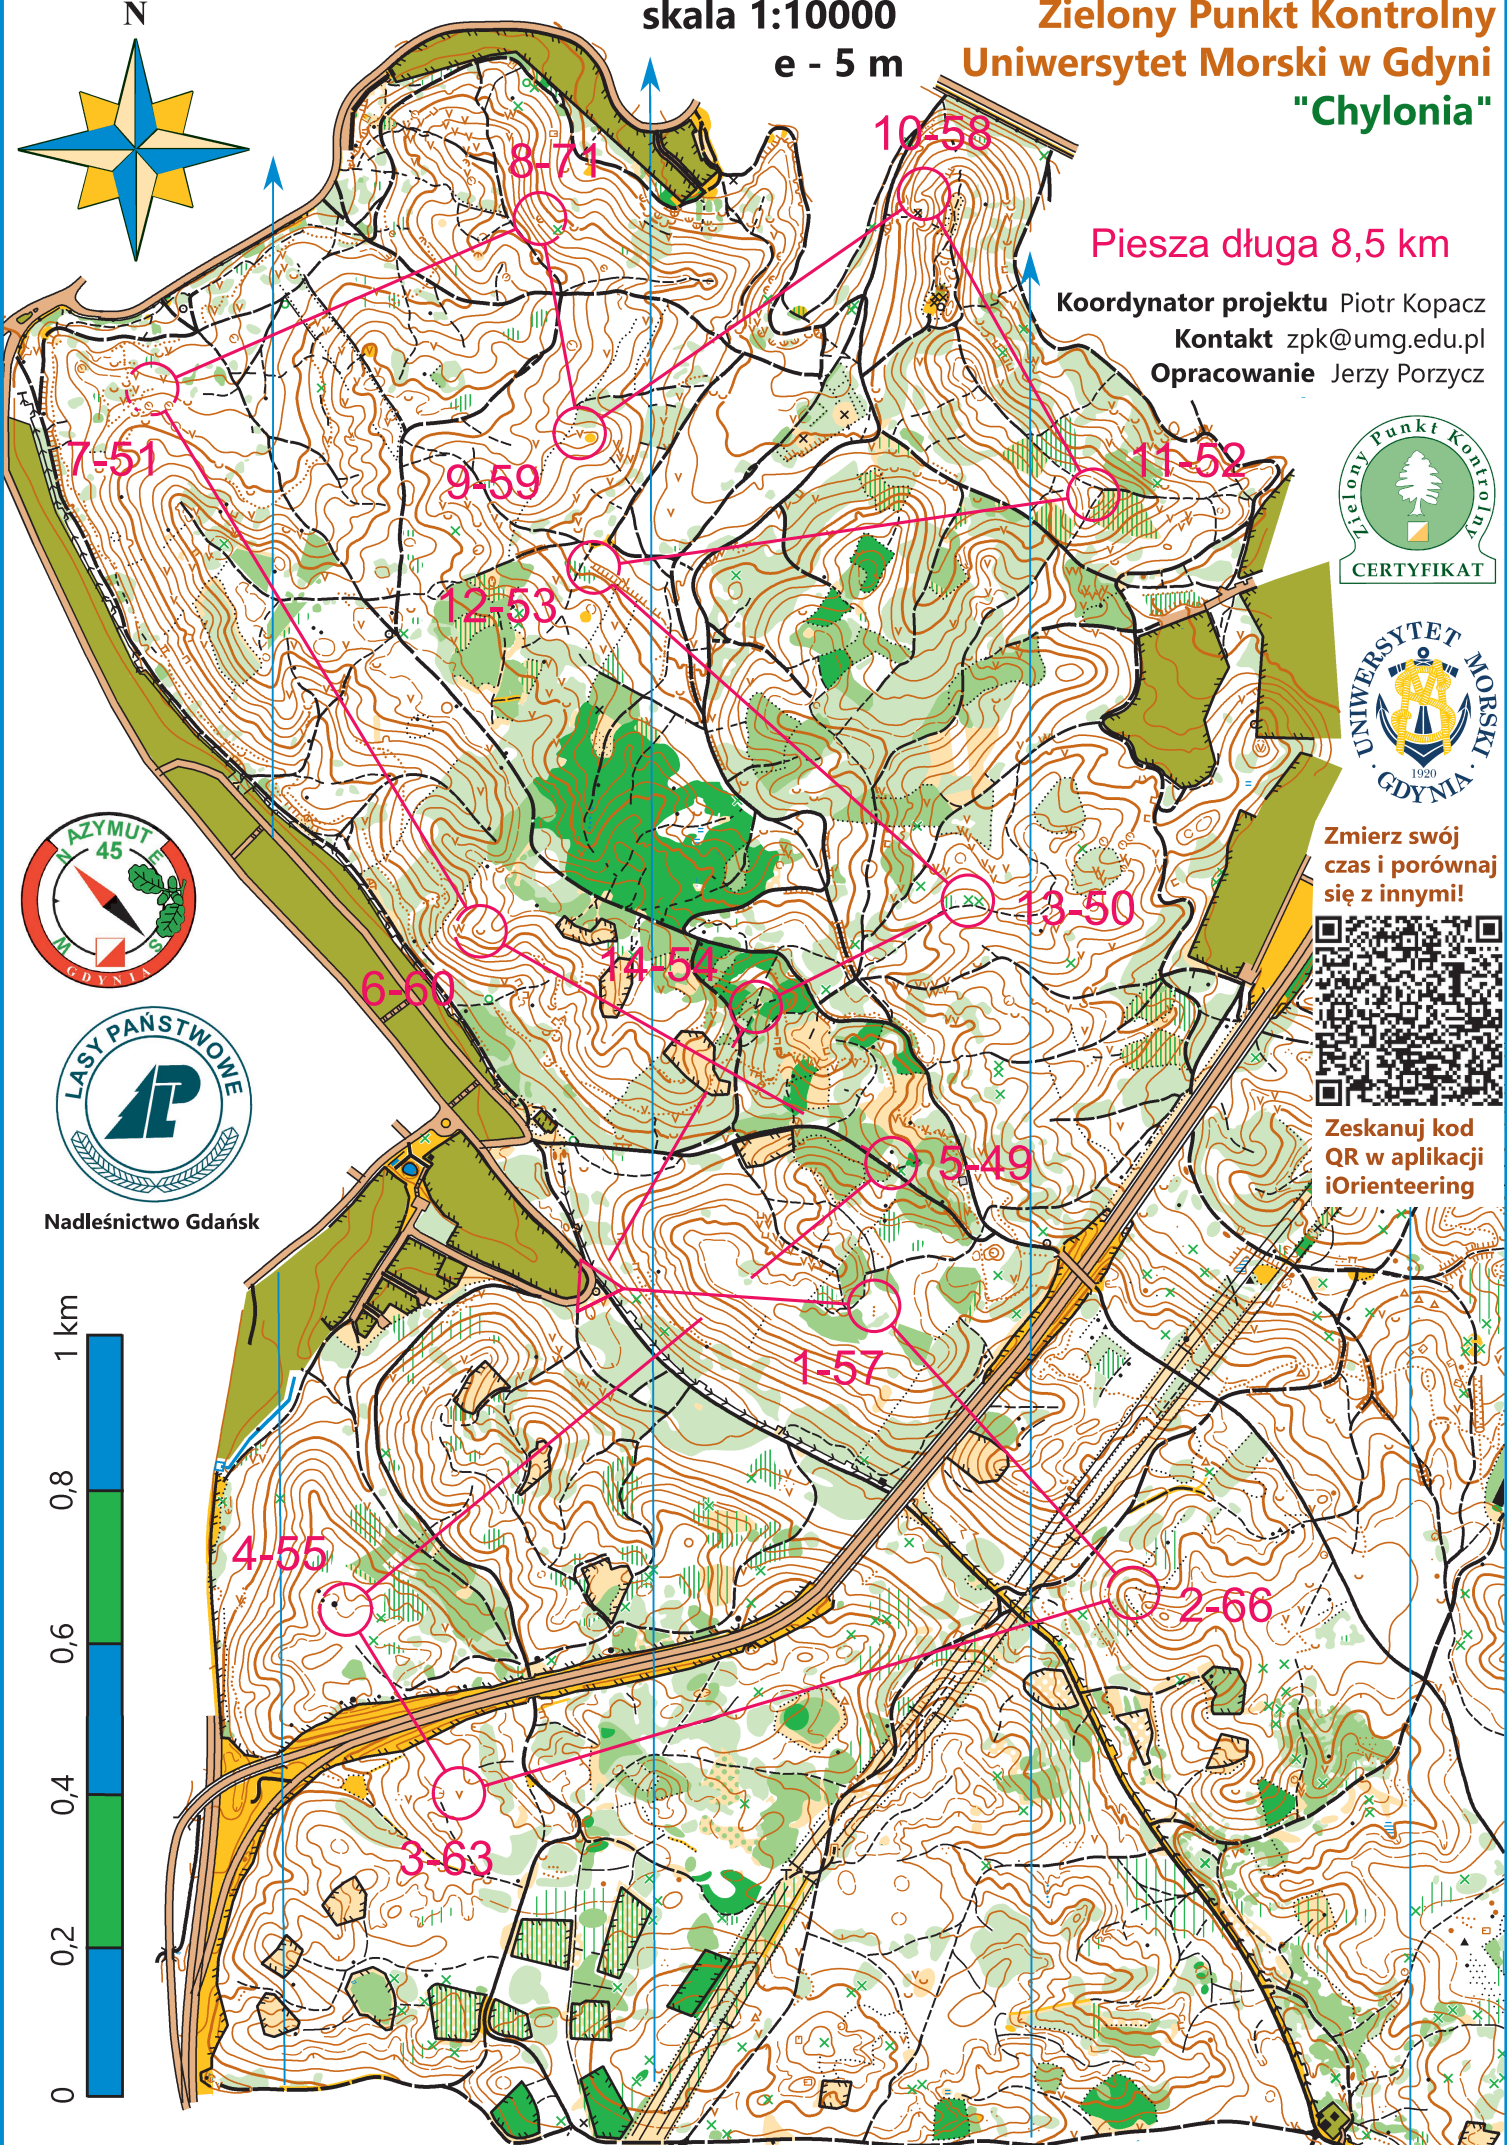 N
skala 1:10000
e - 5 m
Zielony Punkt Kontrolny
Uniwersytet Morski w Gdyni
"Chylonia"
Piesza długa 8,5 km
Koordynator projektu Piotr Kopacz
Kontakt zpk@umg.edu.pl
Opracowanie Jerzy Porzycz
10-58
8-71
7-51
9-59
11-52
12-53
Zielony Punkt Kontrolny
CERTYFIKAT
UNIWERSYTET MORSKI
1920
· GDYNIA ·
AZYMUT
45
N
E
S
W
GDYNIA
Zmierz swój
czas i porównaj
się z innymi!
13-50
14-54
6-60
LASY PAŃSTWOWE
LP
Nadleśnictwo Gdańsk
Zeskanuj kod
QR w aplikacji
iOrienteering
5-49
1-57
4-55
2-66
3-63
1 km
0,8
0,6
0,4
0,2
0